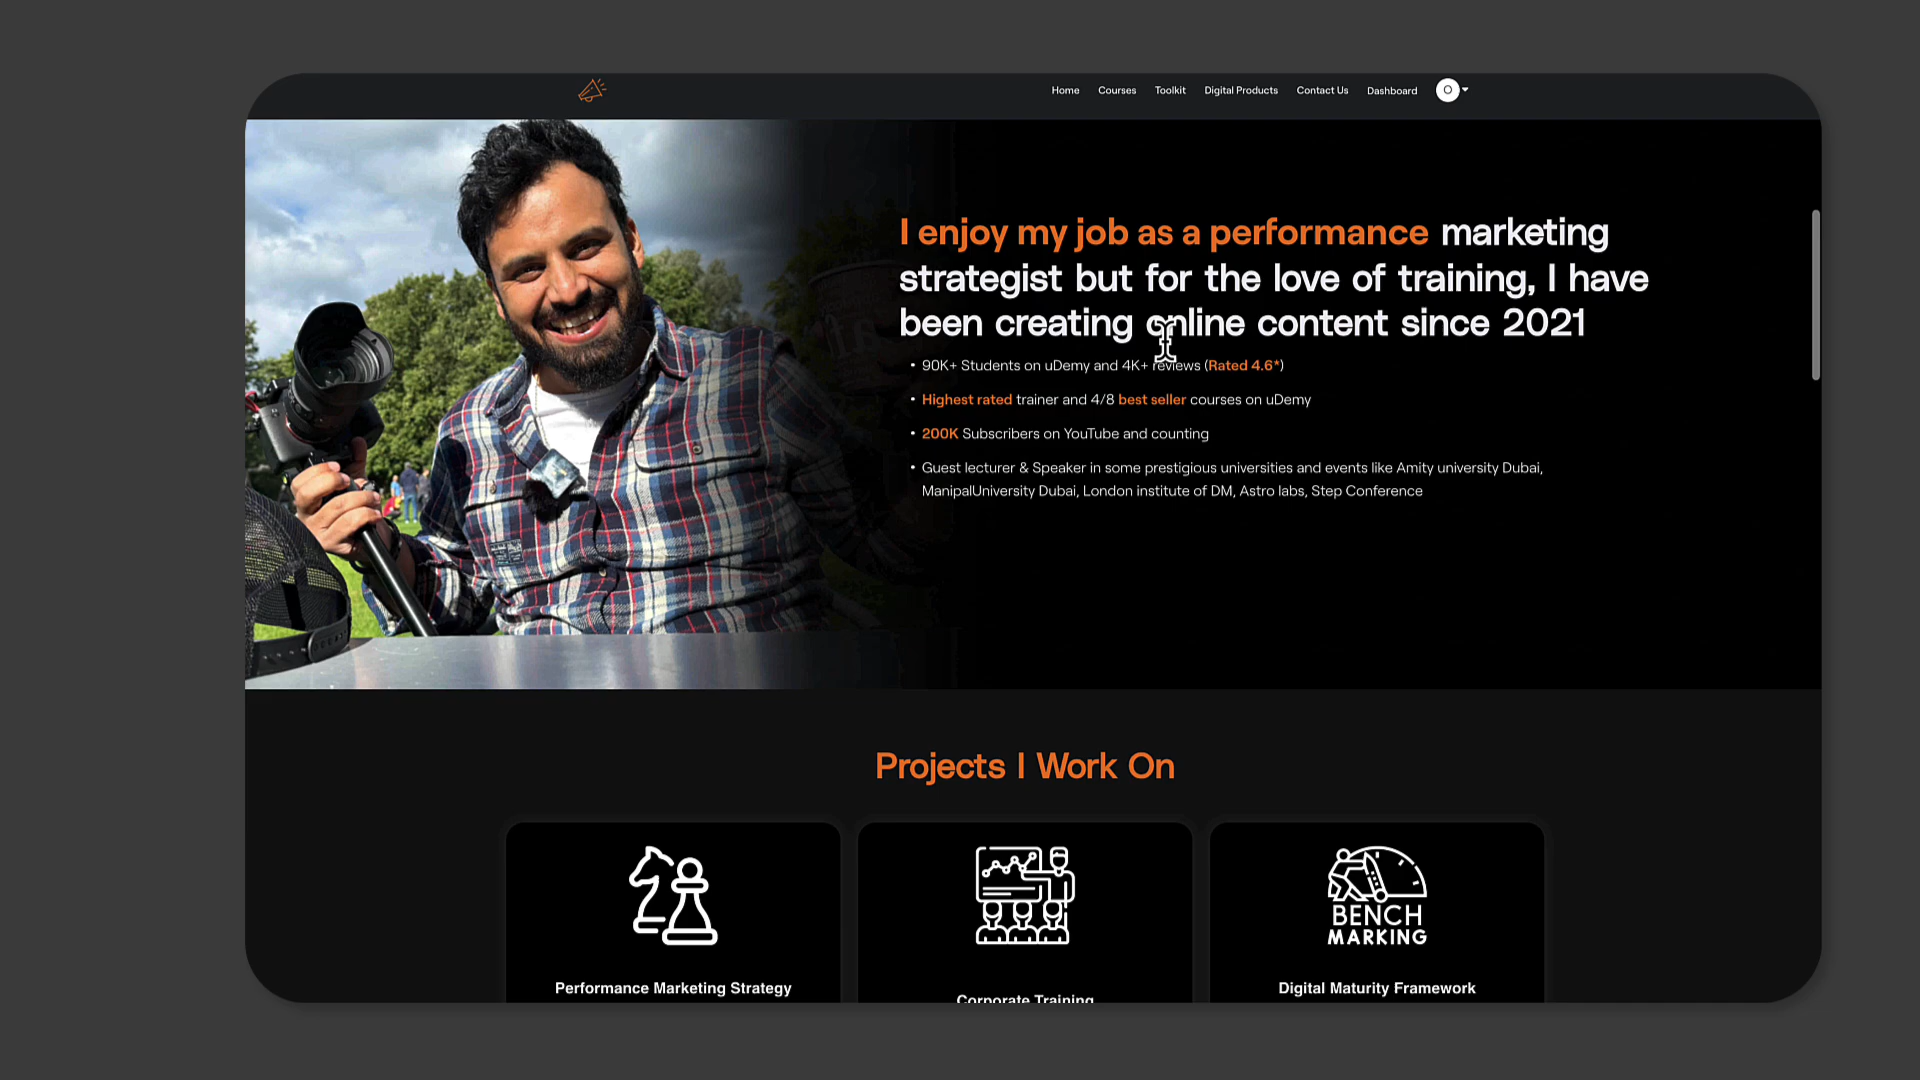 Home Courses Toolkit Digital Products Contact Us Dashboard O
I enjoy my job as a performance marketing
strategist but for the love of training, I have
been creating online content since 2021
• 90K+ Students on uDemy and 4K+ reviews (Rated 4.6*)
• Highest rated trainer and 4/8 best seller courses on uDemy
• 200K Subscribers on YouTube and counting
• Guest lecturer & Speaker in some prestigious universities and events like Amity university Dubai,
ManipalUniversity Dubai, London institute of DM, Astro labs, Step Conference
Projects I Work On
BENCH
MARKING
Performance Marketing Strategy
Corporate Training
Digital Maturity Framework